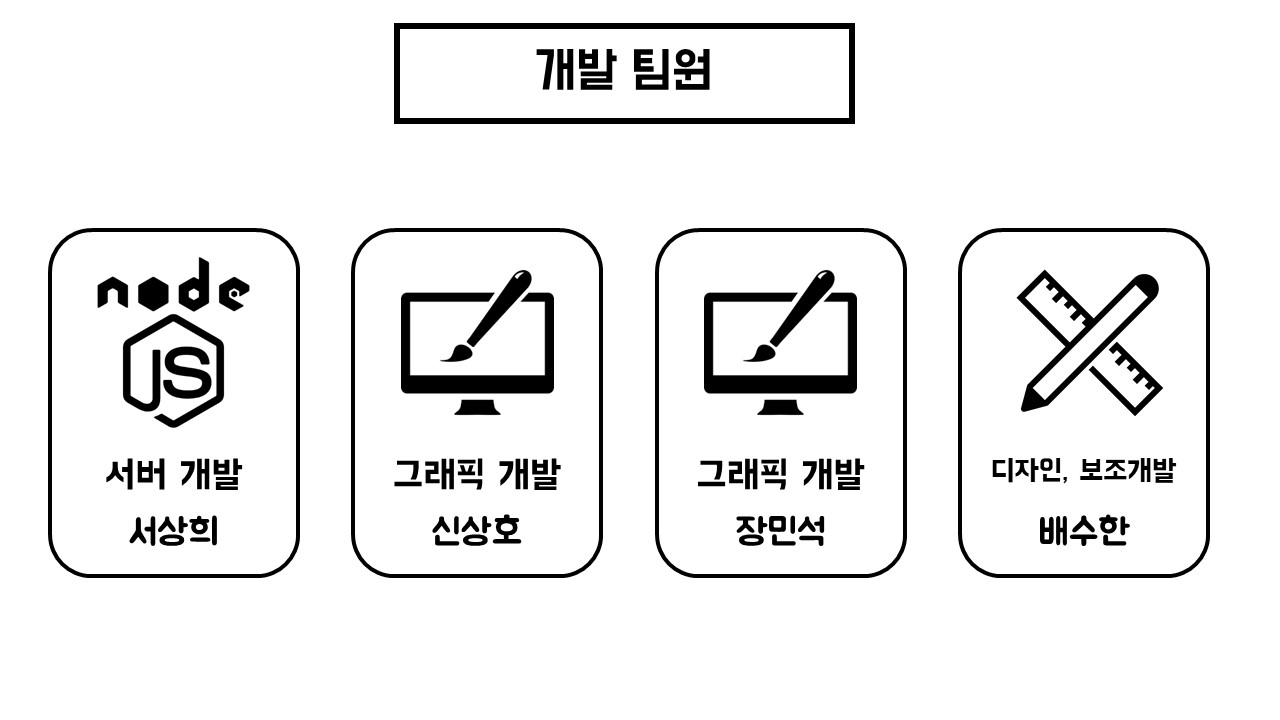 개발 팀원
node
JS
서버 개발
서상희
그래픽 개발
신상호
그래픽 개발
장민석
디자인, 보조개발
배수한